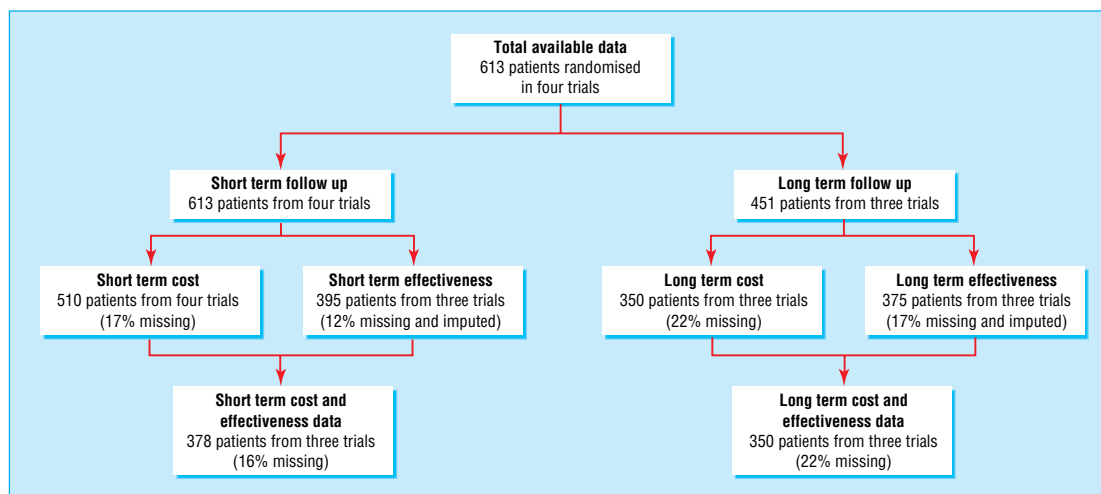 Total available data
613 patients randomised
in four trials
Short term follow up
613 patients from four trials
Long term follow up
451 patients from three trials
Short term cost
510 patients from four trials
(17% missing)
Short term effectiveness
395 patients from three trials
(12% missing and imputed)
Long term cost
350 patients from three trials
(22% missing)
Long term effectiveness
375 patients from three trials
(17% missing and imputed)
Short term cost and
effectiveness data
378 patients from three trials
(16% missing)
Long term cost and
effectiveness data
350 patients from three trials
(22% missing)